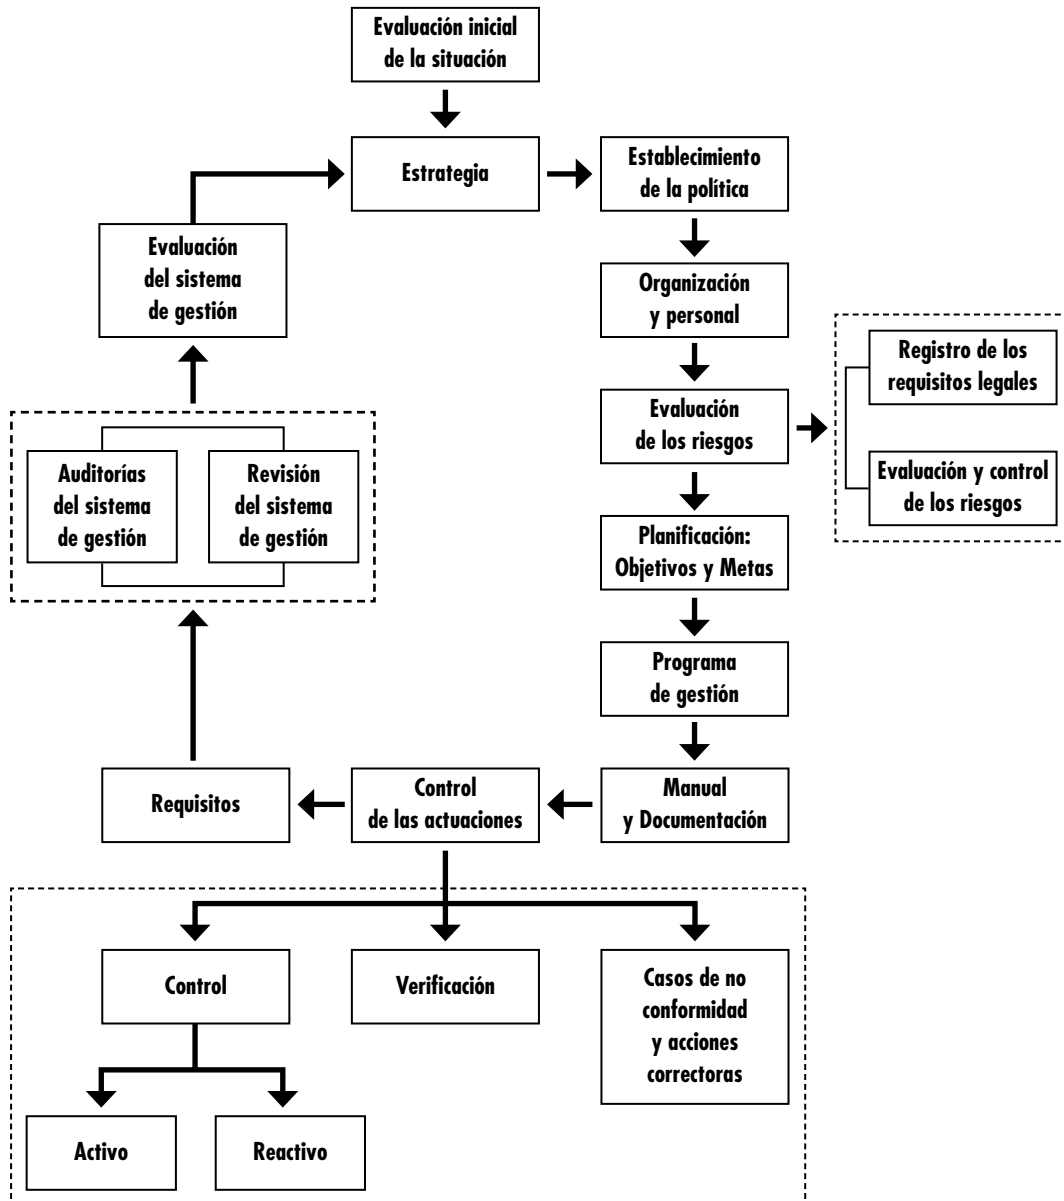 Evaluación inicial
de la situación
Estrategia
Establecimiento
de la política
Evaluación
del sistema
de gestión
Organización
y personal
Registro de los
requisitos legales
Evaluación
de los riesgos
Evaluación y control
de los riesgos
Auditorías
del sistema
de gestión
Revisión
del sistema
de gestión
Planificación:
Objetivos y Metas
Programa
de gestión
Requisitos
Control
de las actuaciones
Manual
y Documentación
Control
Verificación
Casos de no
conformidad
y acciones
correctoras
Activo
Reactivo